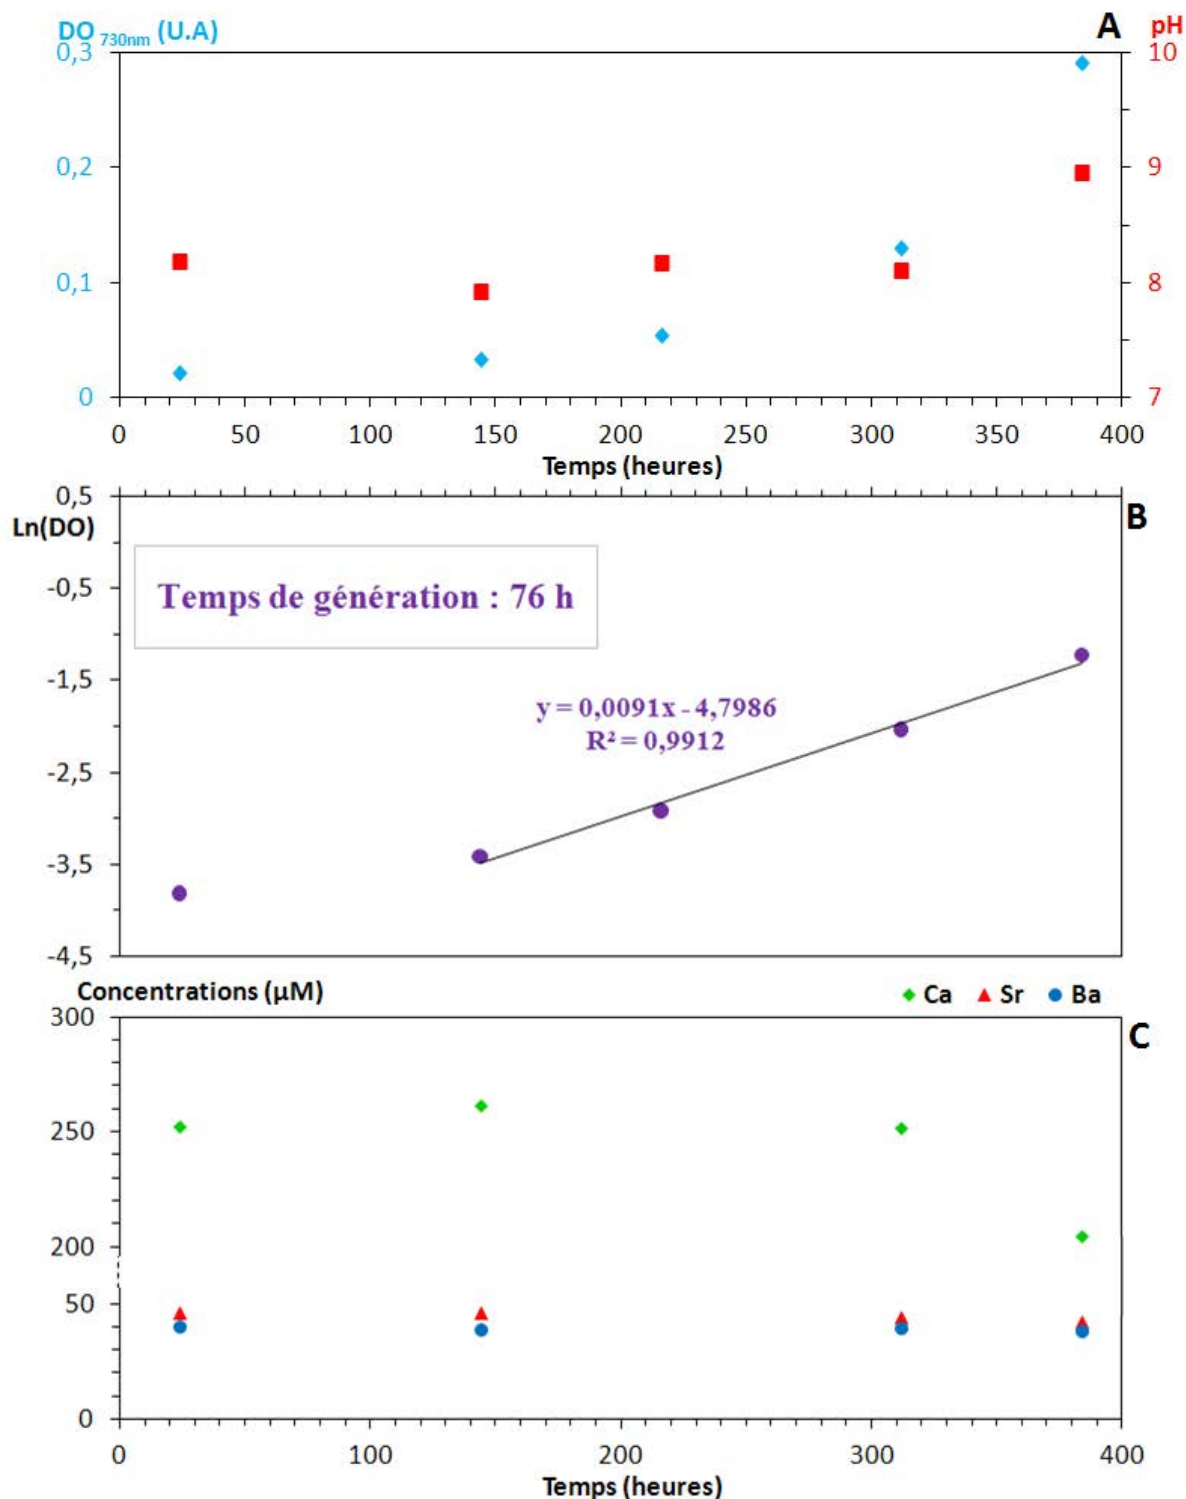 DO 730nm (U.A) A pH
0,3 10
0,2 9
0,1 8
0 7
0 50 100 150 200 250 300 350 400
Temps (heures)
0,5 B
Ln(DO)
-0,5
Temps de génération : 76 h
-1,5
y = 0,0091x - 4,7986
R² = 0,9912
-2,5
-3,5
-4,5
Concentrations (µM) Ca Sr Ba
300 C
250
200
50
0
0 100 200 300 400
Temps (heures)